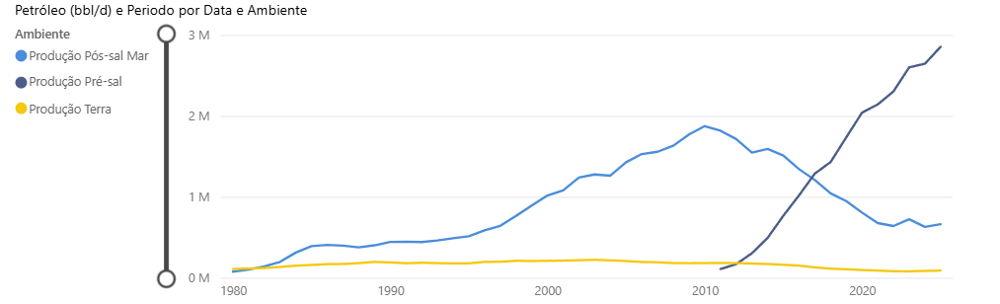 Petróleo (bbl/d) e Periodo por Data e Ambiente
Ambiente
Produção Pós-sal Mar
Produção Pré-sal
Produção Terra
3 M
2 M
1 M
0 M
1980 1990 2000 2010 2020